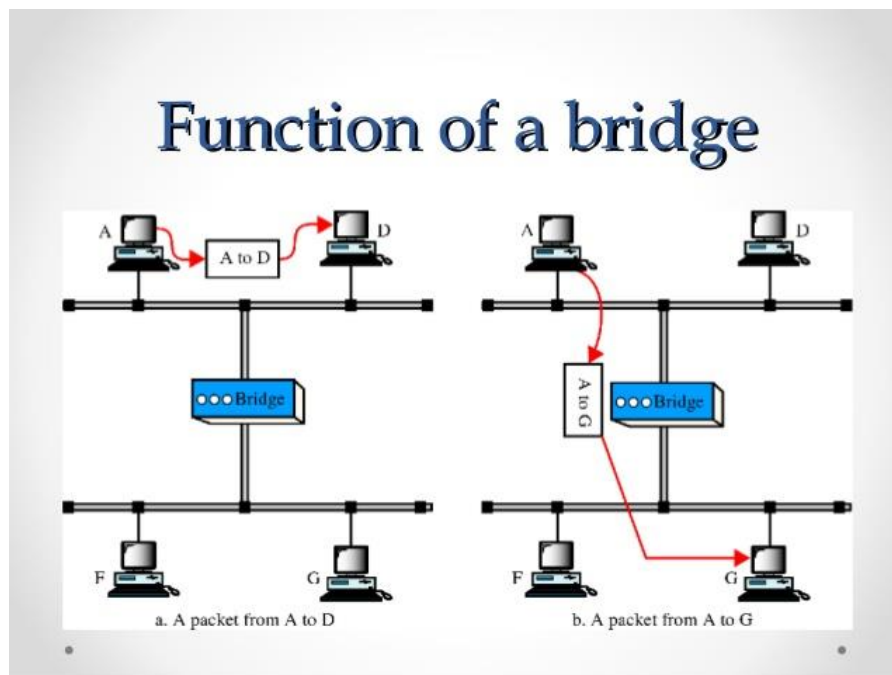 Function of a bridge
A
A to D
D
Bridge
F
G
a. A packet from A to D
A
D
A to G
Bridge
F
G
b. A packet from A to G